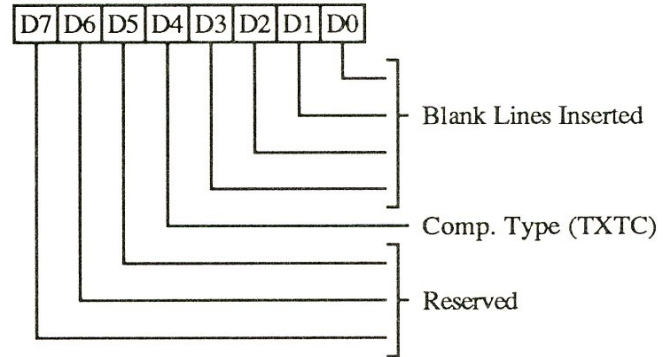 D7 D6 D5 D4 D3 D2 D1 D0
Blank Lines Inserted
Comp. Type (TXTC)
Reserved